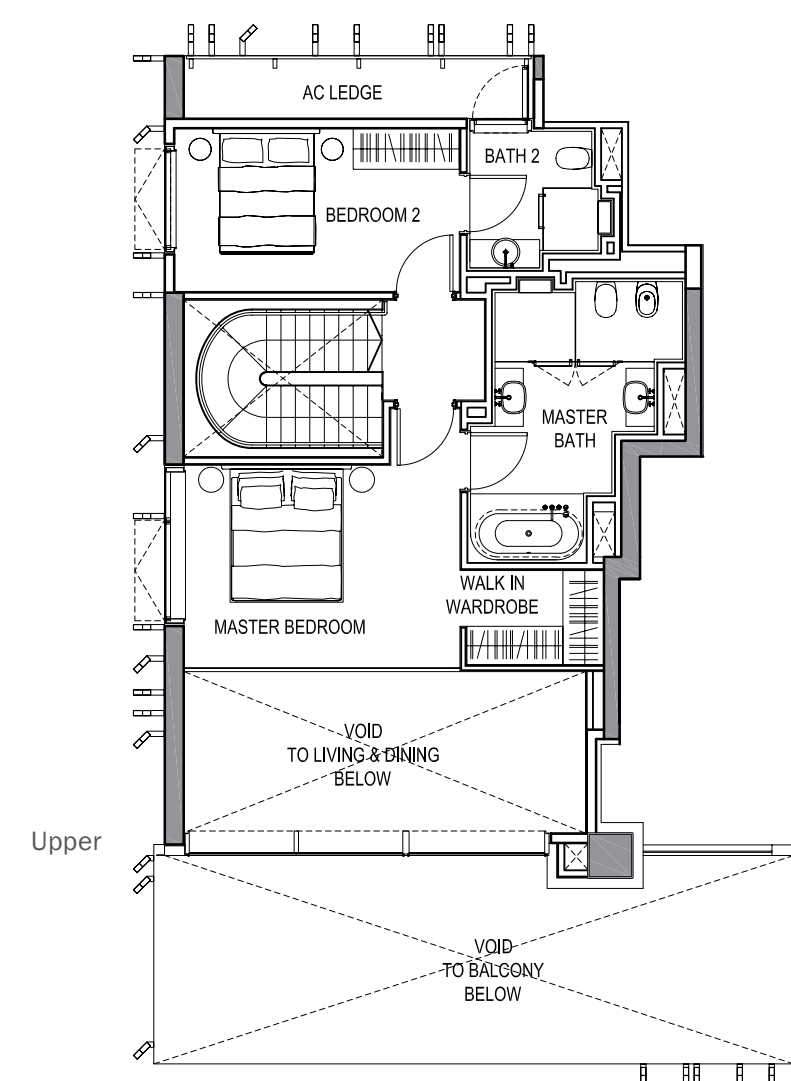 AC LEDGE
BATH 2
BEDROOM 2
MASTER
BATH
WALK IN
WARDROBE
MASTER BEDROOM
VOID
TO LIVING & DINING
BELOW
Upper
VOID
TO BALCONY
BELOW